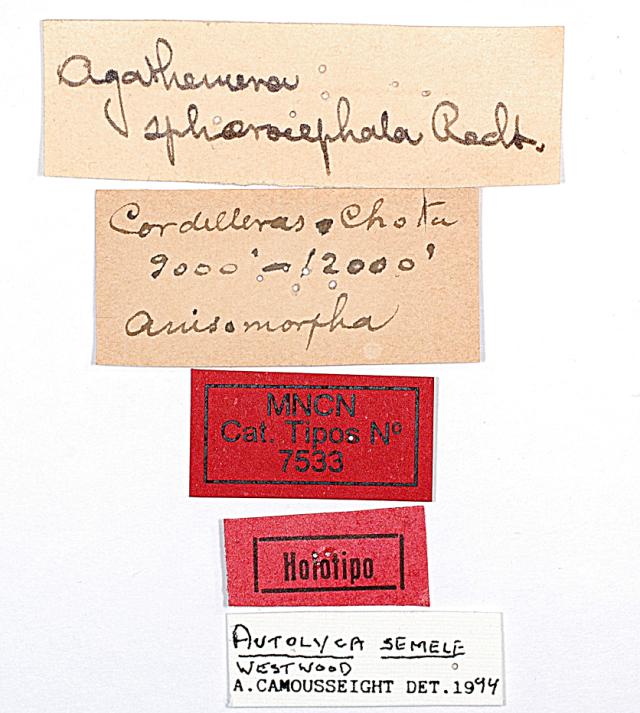 Agathemera
sphaerocephala Redt.
Cordilleras. Chota
9000' - 12000'
Anisomorpha
MNCN
Cat. Tipos Nº
7533
Holotipo
AUTOLYCA SEMELE
WESTWOOD
A.CAMOUSSEIGHT DET.1994